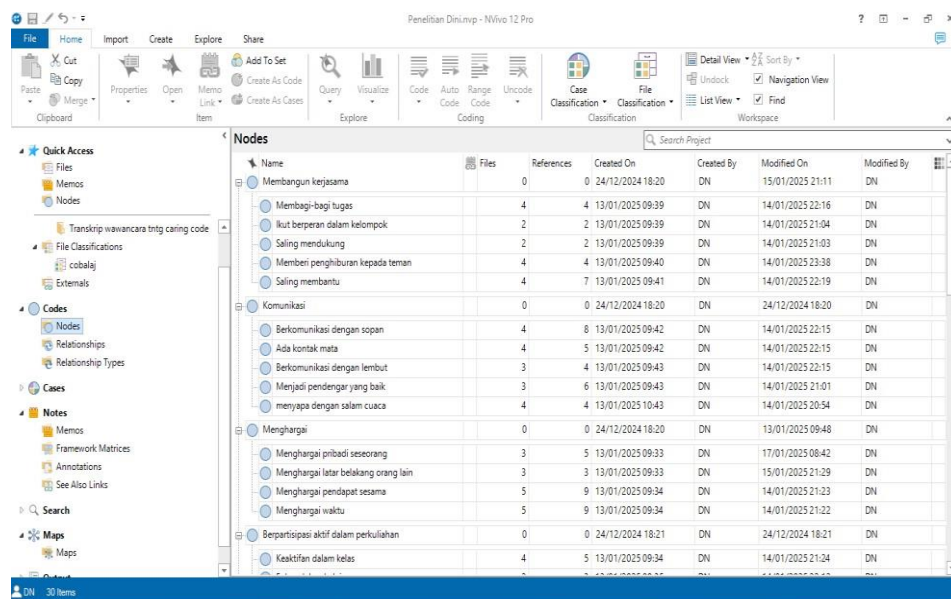 Penelitian Dini.nvp - NVivo 12 Pro
File Home Import Create Explore Share
Paste
Cut
Copy
Merge
Clipboard
Properties
Open
Memo Link
Add To Set
Create As Code
Create As Cases
Item
Query
Visualize
Explore
Code
Auto Code
Range Code
Uncode
Coding
Case Classification
File Classification
Classification
Detail View
Sort By
Undock
Navigation View
List View
Find
Workspace
Quick Access
Files
Memos
Nodes
Transkrip wawancara tntg caring code
File Classifications
cobalaj
Externals
Codes
Nodes
Relationships
Relationship Types
Cases
Notes
Memos
Framework Matrices
Annotations
See Also Links
Search
Maps
Maps
Nodes
Search Project
Name Files References Created On Created By Modified On Modified By
Membangun kerjasama 0 0 24/12/2024 18:20 DN 15/01/2025 21:11 DN
Membagi-bagi tugas 4 4 13/01/2025 09:39 DN 14/01/2025 22:16 DN
Ikut berperan dalam kelompok 2 2 13/01/2025 09:39 DN 14/01/2025 21:04 DN
Saling mendukung 2 2 13/01/2025 09:39 DN 14/01/2025 21:03 DN
Memberi penghiburan kepada teman 4 4 13/01/2025 09:40 DN 14/01/2025 23:38 DN
Saling membantu 4 7 13/01/2025 09:41 DN 14/01/2025 22:19 DN
Komunikasi 0 0 24/12/2024 18:20 DN 24/12/2024 18:20 DN
Berkomunikasi dengan sopan 4 8 13/01/2025 09:42 DN 14/01/2025 22:15 DN
Ada kontak mata 4 5 13/01/2025 09:42 DN 14/01/2025 22:15 DN
Berkomunikasi dengan lembut 3 4 13/01/2025 09:43 DN 14/01/2025 22:15 DN
Menjadi pendengar yang baik 3 6 13/01/2025 09:43 DN 14/01/2025 21:01 DN
menyapa dengan salam cuaca 4 4 13/01/2025 10:43 DN 14/01/2025 20:54 DN
Menghargai 0 0 24/12/2024 18:20 DN 13/01/2025 09:48 DN
Menghargai pribadi seseorang 3 5 13/01/2025 09:33 DN 17/01/2025 08:42 DN
Menghargai latar belakang orang lain 3 3 13/01/2025 09:33 DN 15/01/2025 21:29 DN
Menghargai pendapat sesama 5 9 13/01/2025 09:34 DN 14/01/2025 21:23 DN
Menghargai waktu 5 9 13/01/2025 09:34 DN 14/01/2025 21:22 DN
Berpartisipasi aktif dalam perkuliahan 0 0 24/12/2024 18:21 DN 24/12/2024 18:21 DN
Keaktifan dalam kelas 4 5 13/01/2025 09:34 DN 14/01/2025 21:24 DN
DN 30 Items